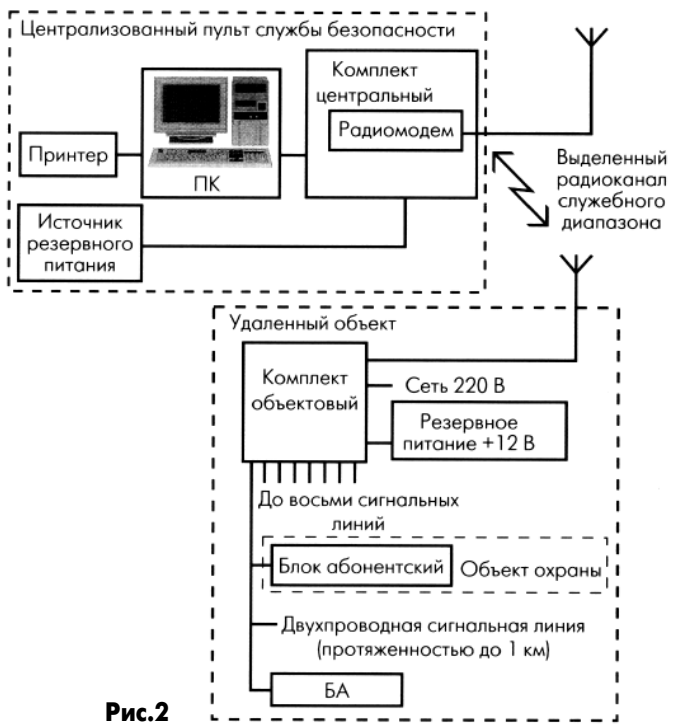 Централизованный пульт службы безопасности
Комплект
центральный
Радиомодем
Принтер
ПК
Источник
резервного
питания
Выделенный
радиоканал
служебного
диапазона
Удаленный объект
Комплект
объектовый
Сеть 220 В
Резервное
питание +12 В
До восьми сигнальных
линий
Блок абонентский
Объект охраны
Двухпроводная сигнальная линия
(протяженностью до 1 км)
БА
Рис.2